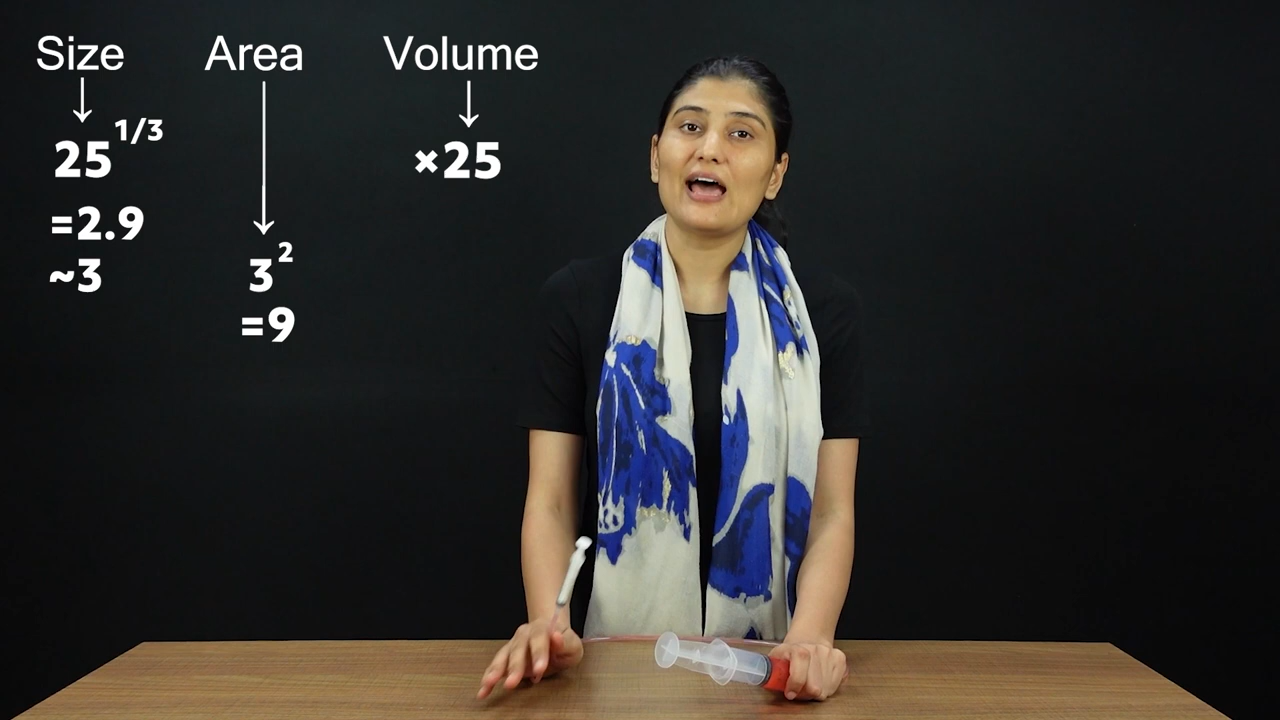 Size Area Volume
25^1/3 ×25
=2.9
~3 3^2
=9